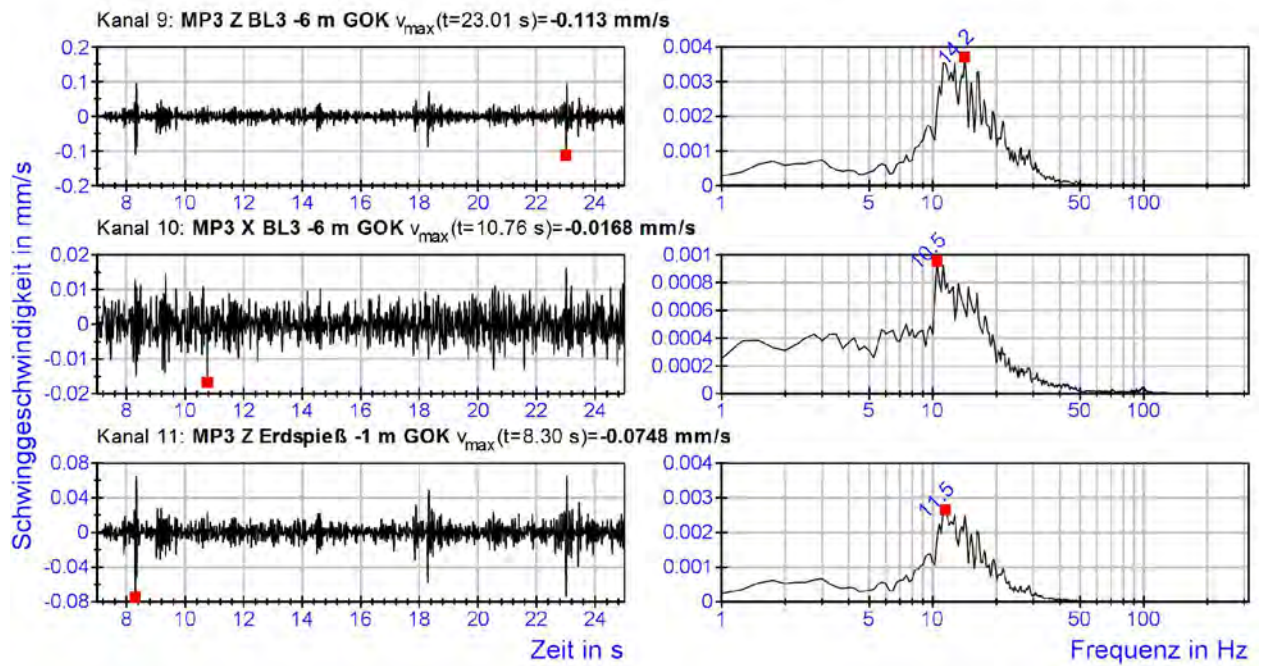 Kanal 9: MP3 Z BL3 -6 m GOK vmax(t=23.01 s)=-0.113 mm/s
0.2
0.1
0
-0.1
-0.2
8 10 12 14 16 18 20 22 24
14.2
0.004
0.003
0.002
0.001
0
1 5 10 50 100
Kanal 10: MP3 X BL3 -6 m GOK vmax(t=10.76 s)=-0.0168 mm/s
0.02
0.01
0
-0.01
-0.02
8 10 12 14 16 18 20 22 24
10.5
0.001
0.0008
0.0006
0.0004
0.0002
0
1 5 10 50 100
Kanal 11: MP3 Z Erdspieß -1 m GOK vmax(t=8.30 s)=-0.0748 mm/s
0.08
0.04
0
-0.04
-0.08
8 10 12 14 16 18 20 22 24
11.5
0.004
0.003
0.002
0.001
0
1 5 10 50 100
Schwinggeschwindigkeit in mm/s
Zeit in s
Frequenz in Hz